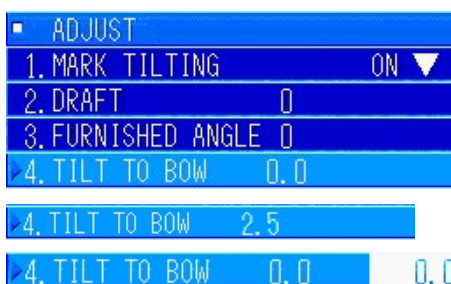 ADJUST
1. MARK TILTING ON ▼
2. DRAFT 0
3. FURNISHED ANGLE 0
4. TILT TO BOW 0.0
4. TILT TO BOW 2.5
4. TILT TO BOW 0.0 0.0